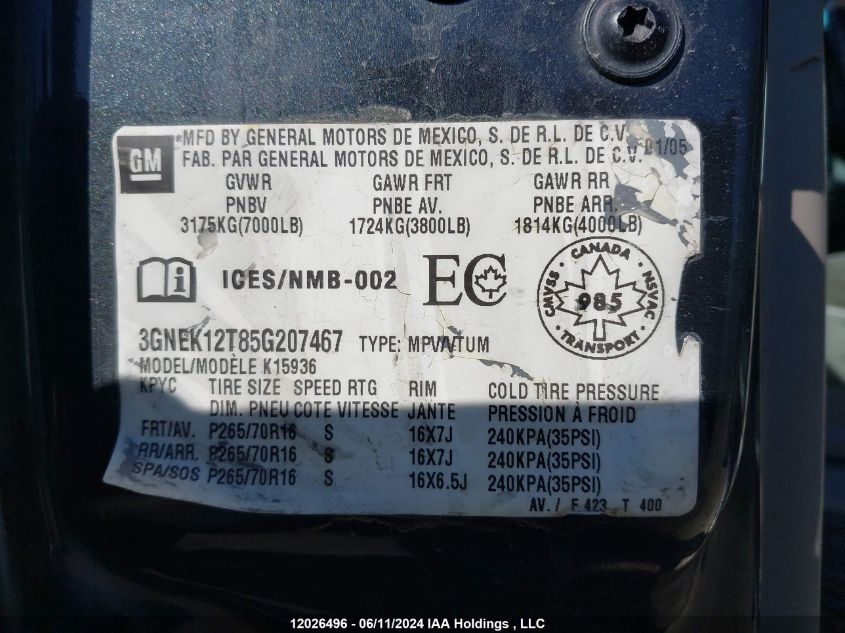 GM
*MFD BY GENERAL MOTORS DE MEXICO, S. DE R.L. DE C.V. 01/05
FAB. PAR GENERAL MOTORS DE MEXICO, S. DE R.L. DE C.V.
GVWR GAWR FRT GAWR RR
PNBV PNBE AV. PNBE ARR.
3175KG(7000LB) 1724KG(3800LB) 1814KG(4000LB)
i ICES/NMB-002 EC
CANADA
CMVSS 985 NSVAC
TRANSPORT
3GNEK12T85G207467 TYPE: MPV/VTUM
MODEL/MODÈLE K15936
KPYC TIRE SIZE SPEED RTG RIM COLD TIRE PRESSURE
DIM. PNEU COTE VITESSE JANTE PRESSION À FROID
FRT/AV. P265/70R16 S 16X7J 240KPA(35PSI)
RR/ARR. P265/70R16 S 16X7J 240KPA(35PSI)
SPA/SOS P265/70R16 S 16X6.5J 240KPA(35PSI)
AV. / F 423 T 400
12026496 - 06/11/2024 IAA Holdings , LLC